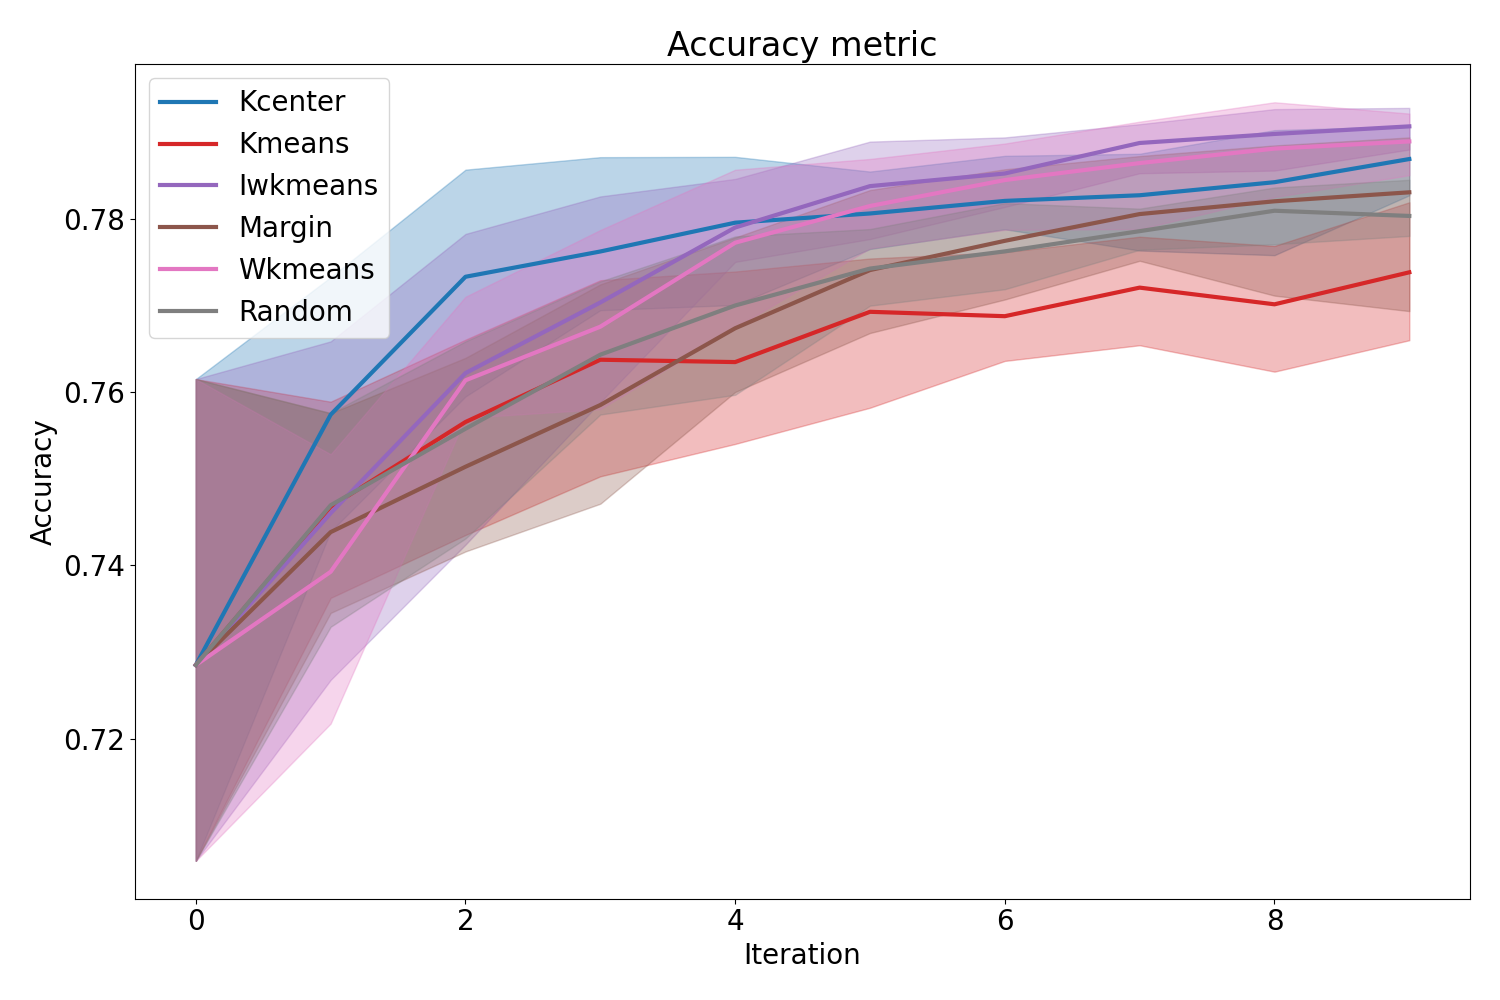 Accuracy metric
Kcenter
Kmeans
Iwkmeans
Margin
Wkmeans
Random
0.78
0.76
0.74
0.72
Accuracy
0 2 4 6 8
Iteration